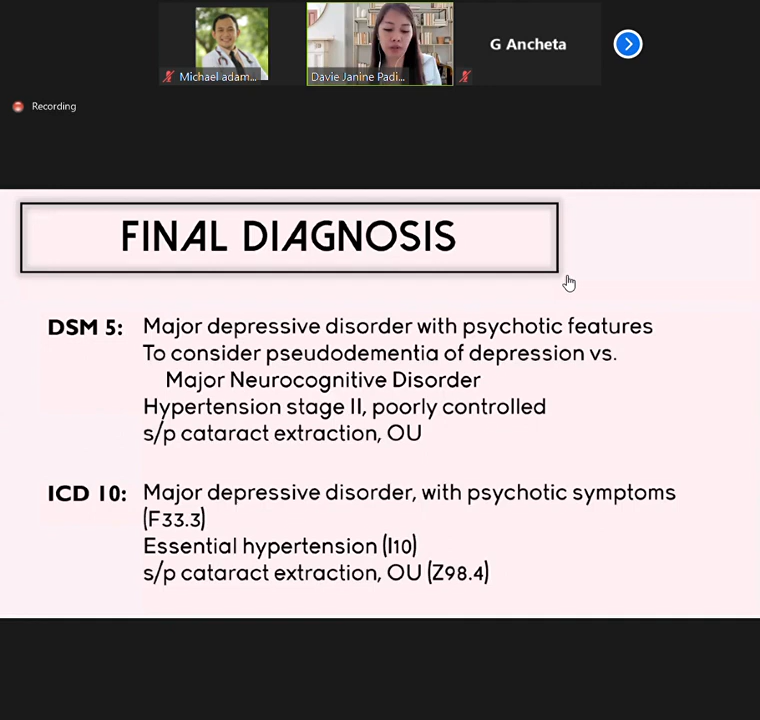 Michael adam...
Davie Janine Padi...
G Ancheta
Recording
FINAL DIAGNOSIS
DSM 5: Major depressive disorder with psychotic features
To consider pseudodementia of depression vs.
Major Neurocognitive Disorder
Hypertension stage II, poorly controlled
s/p cataract extraction, OU
ICD 10: Major depressive disorder, with psychotic symptoms
(F33.3)
Essential hypertension (I10)
s/p cataract extraction, OU (Z98.4)